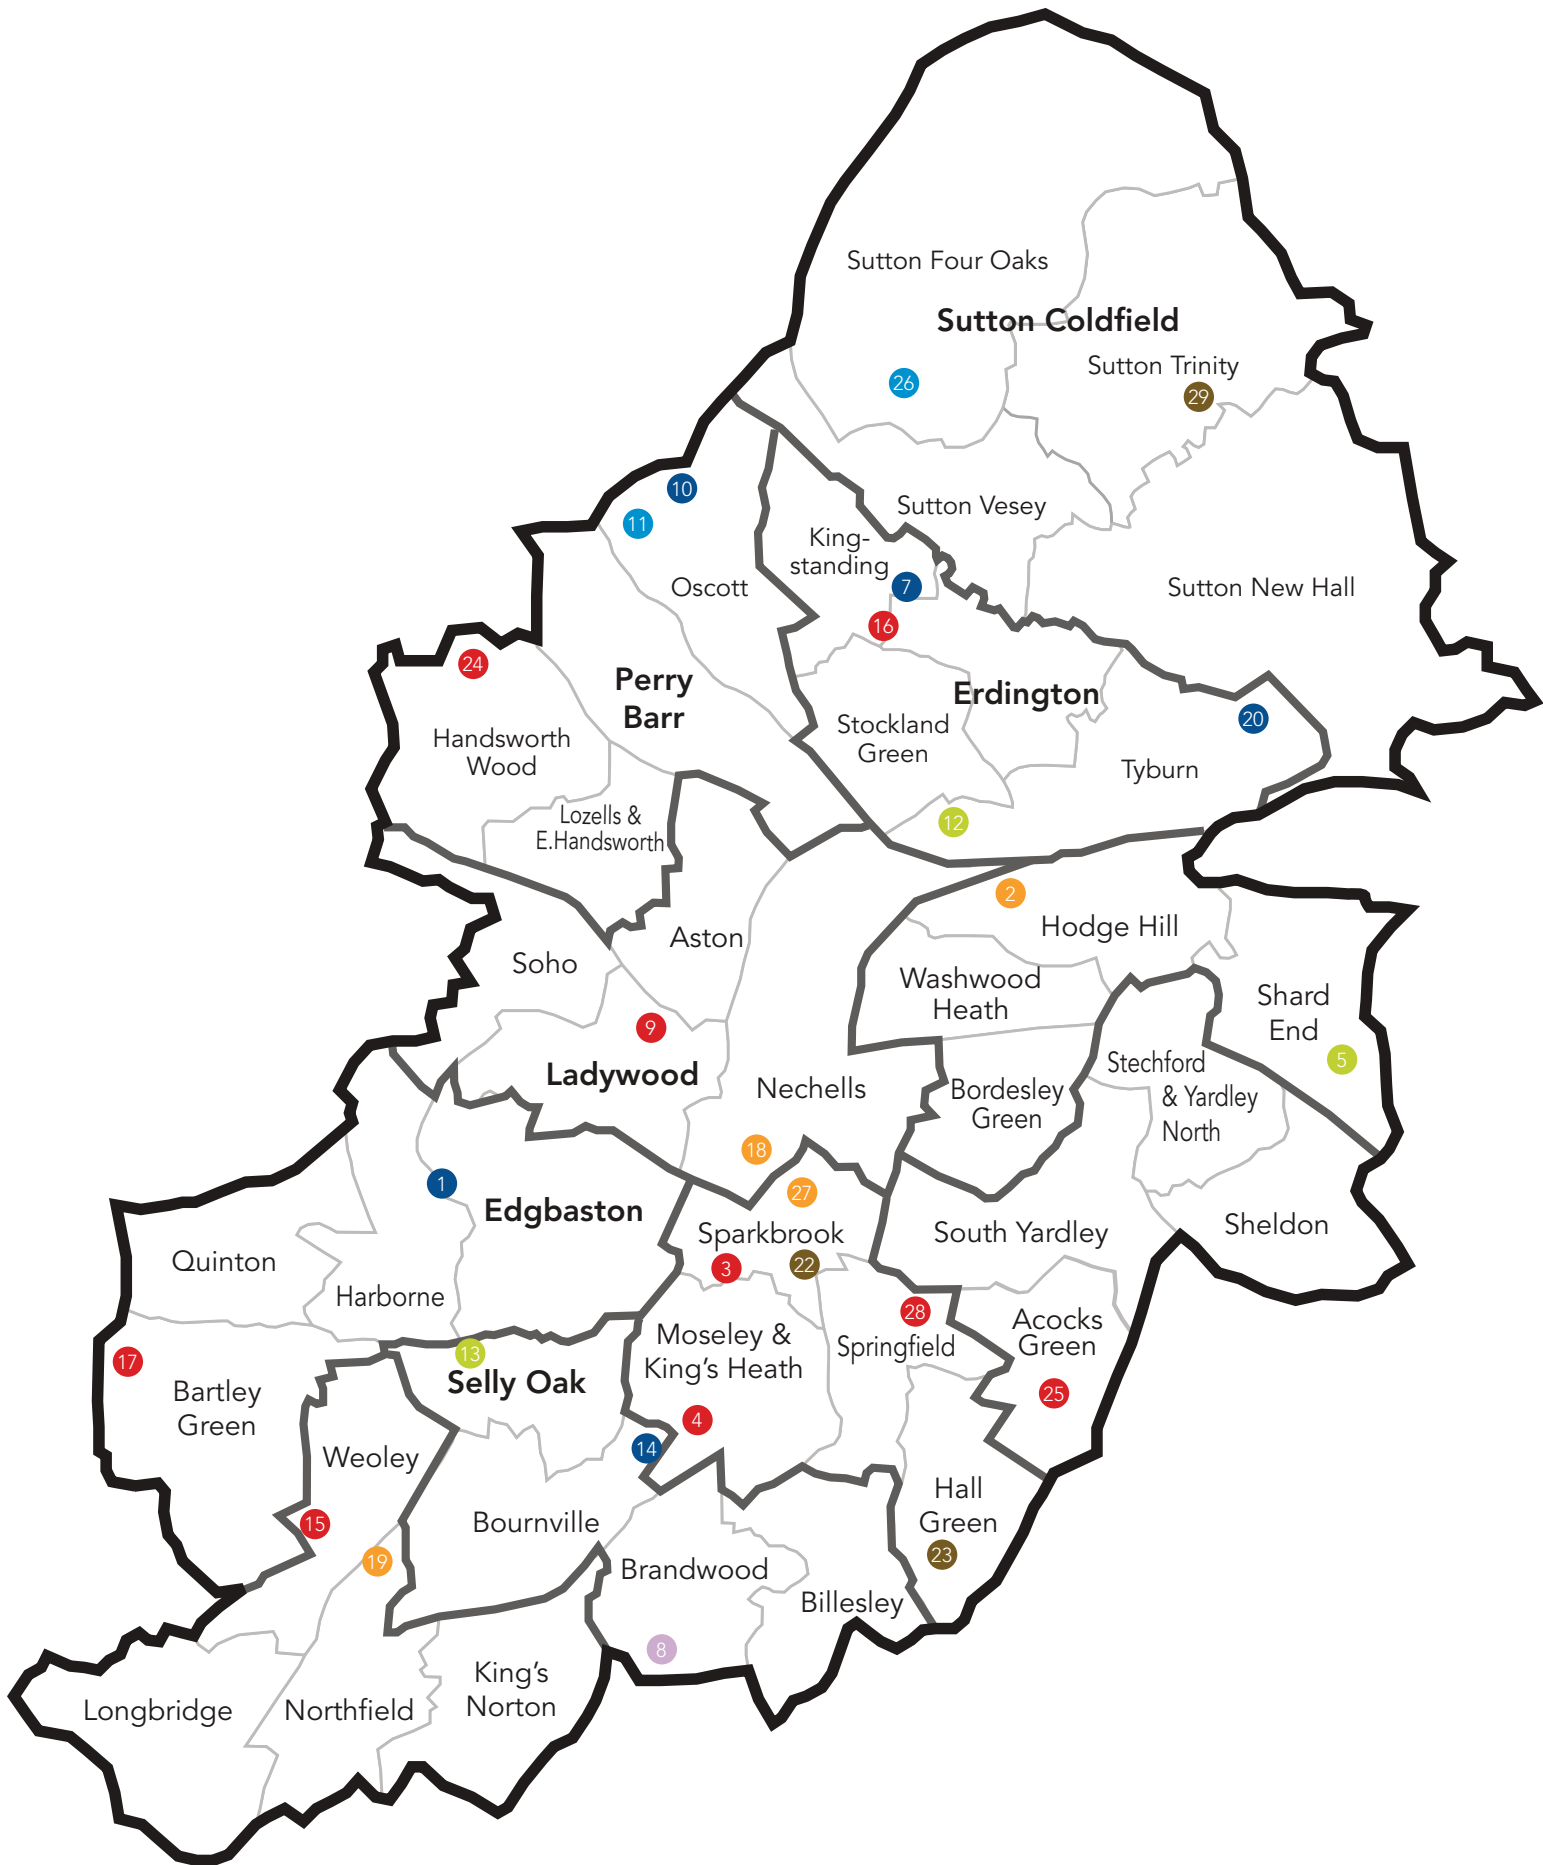 Sutton Four Oaks
Sutton Coldfield
Sutton Trinity
26
29
10
11
Sutton Vesey
King-
standing
7
Oscott
Sutton New Hall
16
24
Perry
Barr
Erdington
20
Handsworth
Wood
Stockland
Green
Tyburn
Lozells &
E.Handsworth
12
2
Hodge Hill
Aston
Soho
Washwood
Heath
Shard
End
5
9
Ladywood
Nechells
Stechford
& Yardley
North
Bordesley
Green
18
1
27
Edgbaston
Sparkbrook
South Yardley
Sheldon
Quinton
3
22
Harborne
28
Acocks
Green
Moseley &
King's Heath
Springfield
13
17
Selly Oak
25
Bartley
Green
4
14
Weoley
Hall
Green
15
Bournville
19
23
Brandwood
Billesley
8
King's
Norton
Longbridge
Northfield